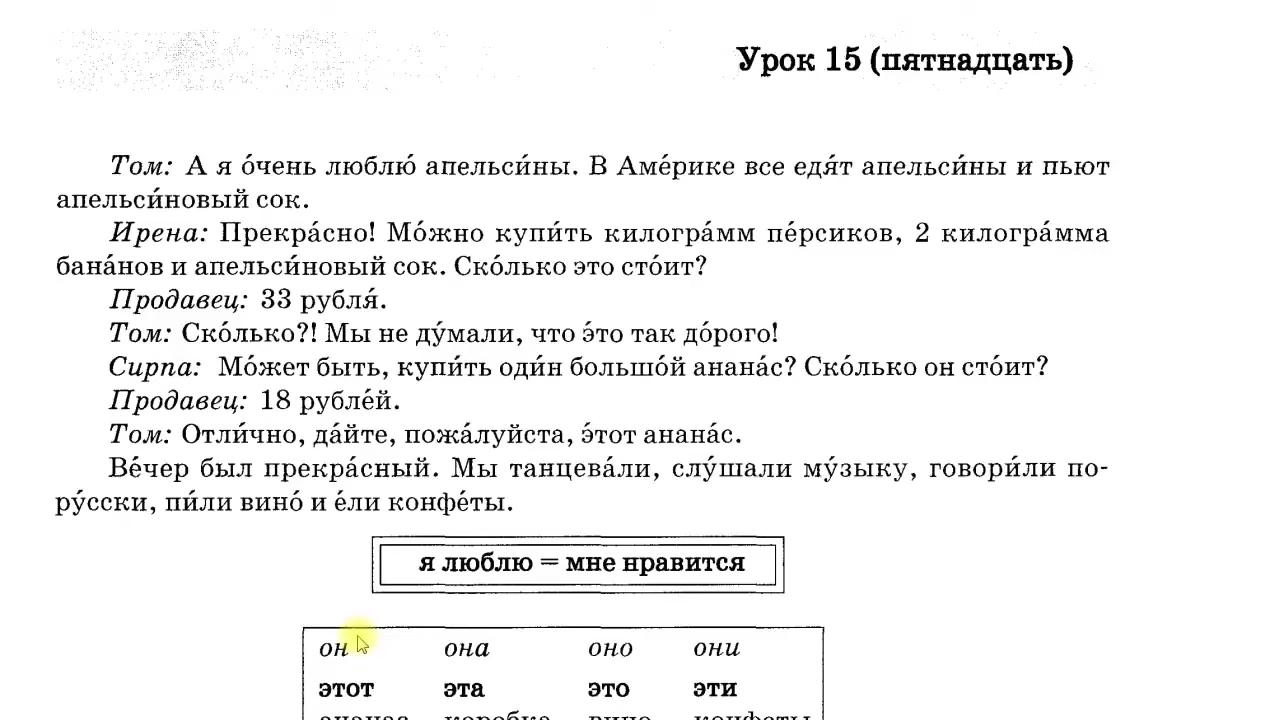 Урок 15 (пятнадцать)
Том: А я о́чень люблю́ апельси́ны. В Аме́рике все едя́т апельси́ны и пьют
апельси́новый сок.
Ирена: Прекра́сно! Мо́жно купи́ть килогра́мм пе́рсиков, 2 килогра́мма
бана́нов и апельси́новый сок. Ско́лько это сто́ит?
Продавец: 33 рубля́.
Том: Ско́лько?! Мы не ду́мали, что э́то так до́рого!
Сирпа: Мо́жет быть, купи́ть оди́н большо́й анана́с? Ско́лько он сто́ит?
Продавец: 18 рубле́й.
Том: Отли́чно, да́йте, пожа́луйста, э́тот анана́с.
Ве́чер был прекра́сный. Мы танцева́ли, слу́шали му́зыку, говори́ли по-
ру́сски, пи́ли вино́ и е́ли конфе́ты.
я люблю = мне нравится
он она оно они
этот эта это эти
ананас коробка вино конфеты